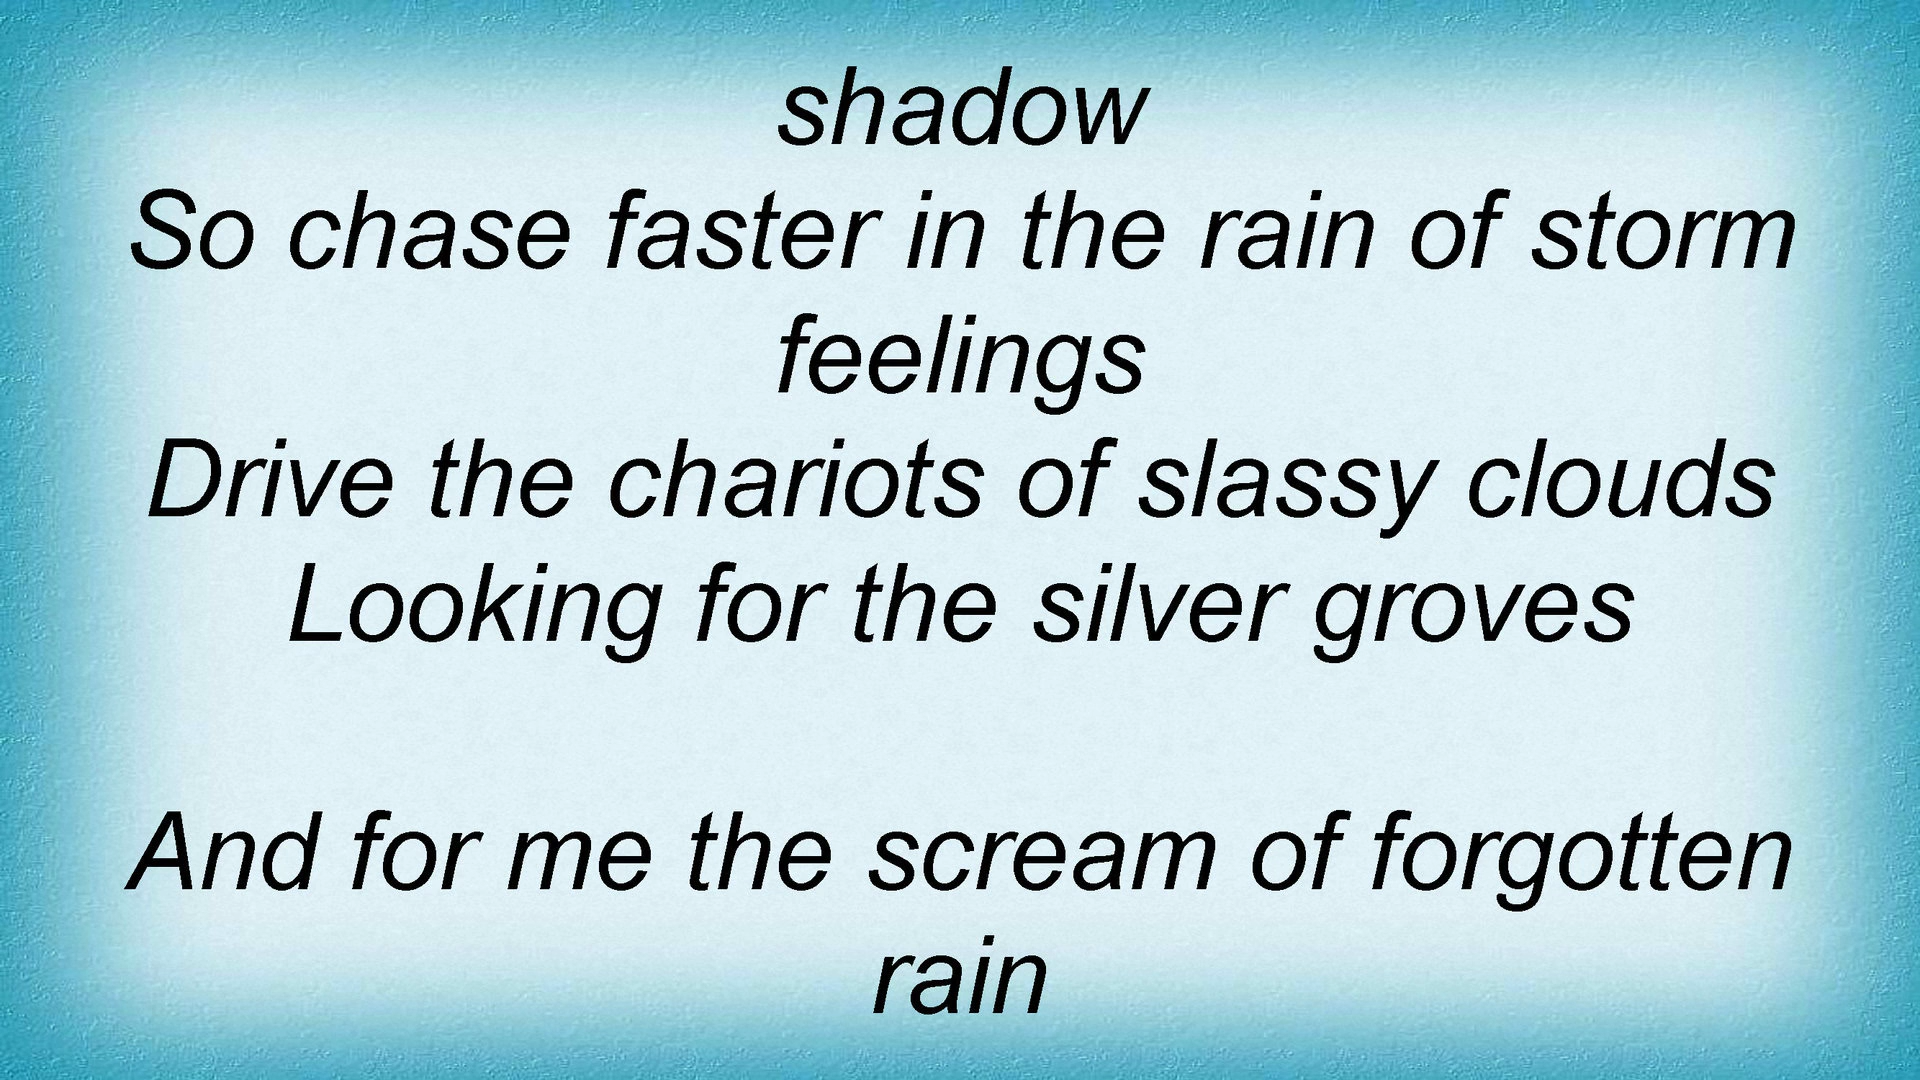 shadow
So chase faster in the rain of storm
feelings
Drive the chariots of slassy clouds
Looking for the silver groves
And for me the scream of forgotten
rain